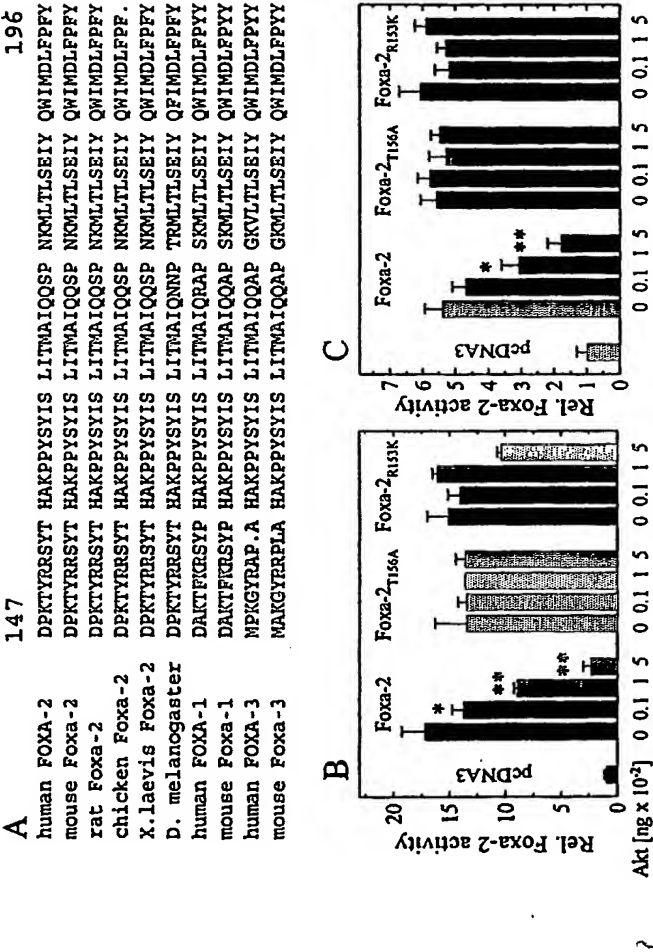 A
147 196
human FOXA-2 DPKTYRRSYT HAKPPYSYIS LITMAIQQSP NKMLTLSEIY QWIMDLFPFY
mouse Foxa-2 DPKTYRRSYT HAKPPYSYIS LITMAIQQSP NKMLTLSEIY QWIMDLFPFY
rat Foxa-2 DPKTYRRSYT HAKPPYSYIS LITMAIQQSP NKMLTLSEIY QWIMDLFPFY
chicken Foxa-2 DPKTYRRSYT HAKPPYSYIS LITMAIQQSP NKMLTLSEIY QWIMDLFPF.
X.laevis Foxa-2 DPKTYRRSYT HAKPPYSYIS LITMAIQQSP NKMLTLSEIY QWIMDLFPFY
D. melanogaster DPKTYRRSYT HAKPPYSYIS LITMAIQNNP TRMLTLSEIY QFIMDLFPFY
human FOXA-1 DAKTFKRSYP HAKPPYSYIS LITMAIQRAP SKMLTLSEIY QWIMDLFPYY
mouse Foxa-1 DAKTFKRSYP HAKPPYSYIS LITMAIQQAP SKMLTLSEIY QWIMDLFPYY
human FOXA-3 MPKGYRAP.A HAKPPYSYIS LITMAIQQAP GKVLTLSEIY QWIMDLFPYY
mouse Foxa-3 MAKGYRRPLA HAKPPYSYIS LITMAIQQAP GKMLTLSEIY QWIMDLFPYY
B
Rel. Foxa-2 activity
20
15
10
5
0
pcDNA3
Foxa-2
Foxa-2T156A
Foxa-2R153K
* ** **
Akt [ng x 10-2] 0 0.1 1 5 0 0.1 1 5 0 0.1 1 5
C
Rel. Foxa-2 activity
7
6
5
4
3
2
1
0
pcDNA3
Foxa-2
Foxa-2T156A
Foxa-2R153K
* **
0 0.1 1 5 0 0.1 1 5 0 0.1 1 5